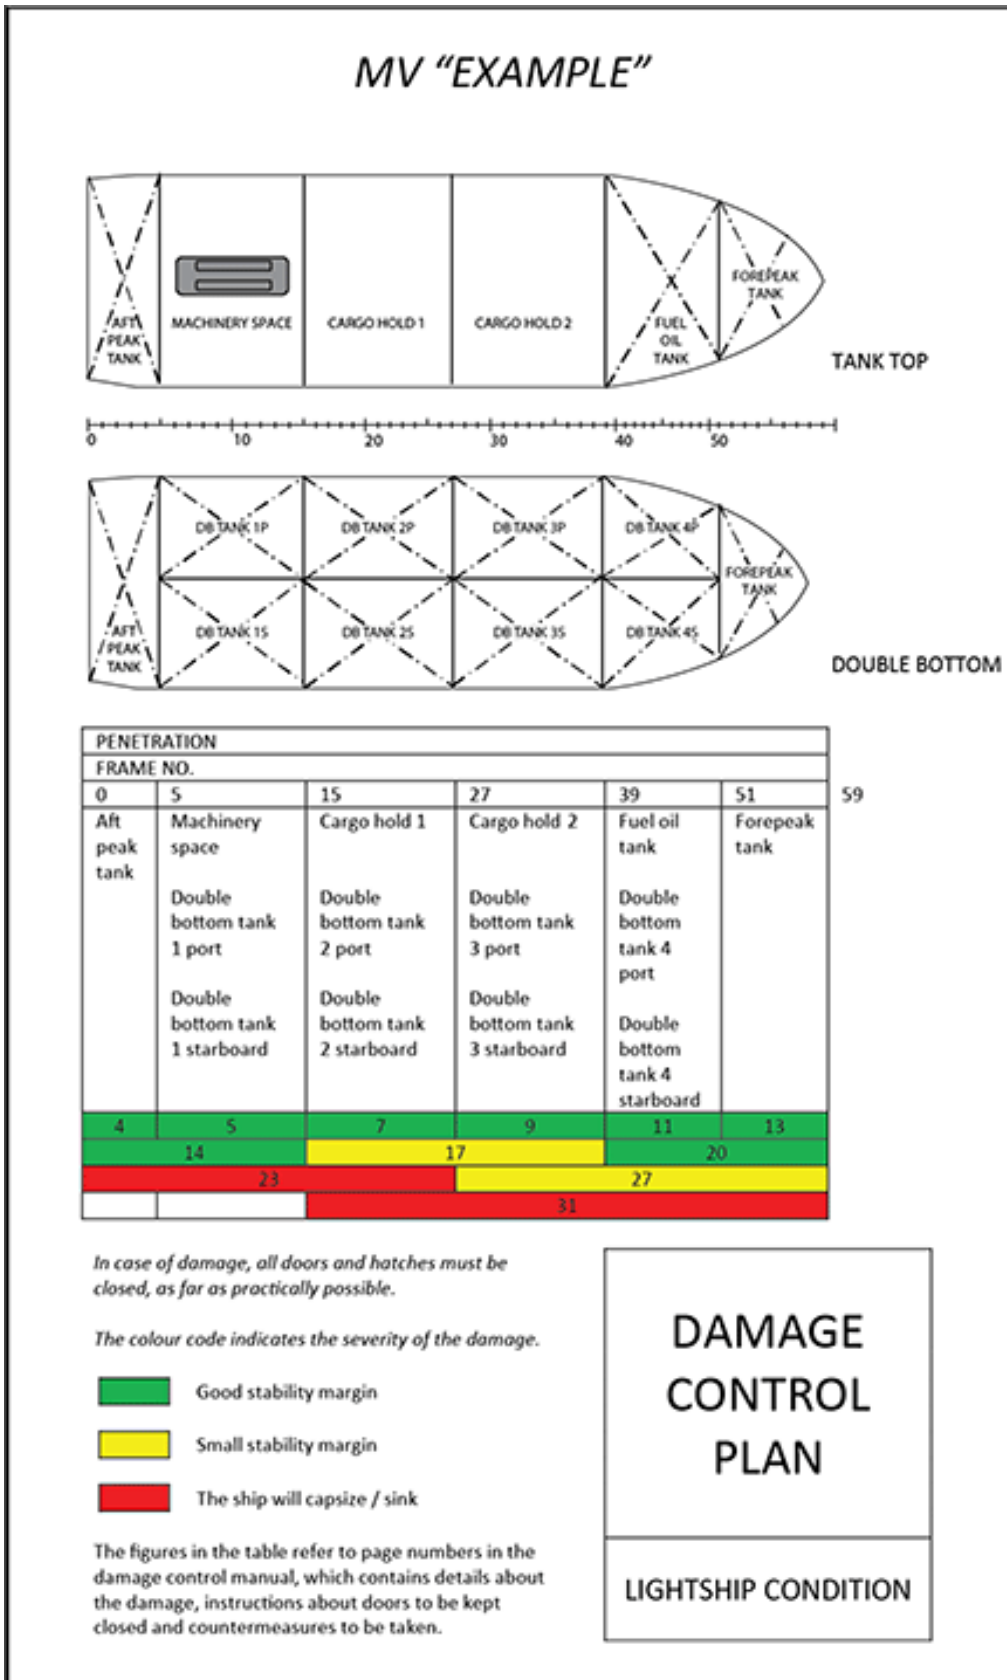 MV “EXAMPLE”
AFT
PEAK
TANK
MACHINERY SPACE
CARGO HOLD 1
CARGO HOLD 2
FUEL
OIL
TANK
FOREPEAK
TANK
TANK TOP
0 10 20 30 40 50
DB TANK 1P
DB TANK 2P
DB TANK 3P
DB TANK 4P
FOREPEAK
TANK
AFT
PEAK
TANK
DB TANK 1S
DB TANK 2S
DB TANK 3S
DB TANK 4S
DOUBLE BOTTOM
PENETRATION
FRAME NO.
0 5 15 27 39 51 59
Aft
peak
tank
Machinery
space
Double
bottom tank
1 port
Double
bottom tank
1 starboard
Cargo hold 1
Double
bottom tank
2 port
Double
bottom tank
2 starboard
Cargo hold 2
Double
bottom tank
3 port
Double
bottom tank
3 starboard
Fuel oil
tank
Double
bottom
tank 4
port
Double
bottom
tank 4
starboard
Forepeak
tank
4 5 7 9 11 13
14 17 20
23 27
31
In case of damage, all doors and hatches must be
closed, as far as practically possible.
The colour code indicates the severity of the damage.
Good stability margin
Small stability margin
The ship will capsize / sink
The figures in the table refer to page numbers in the
damage control manual, which contains details about
the damage, instructions about doors to be kept
closed and countermeasures to be taken.
DAMAGE
CONTROL
PLAN
LIGHTSHIP CONDITION